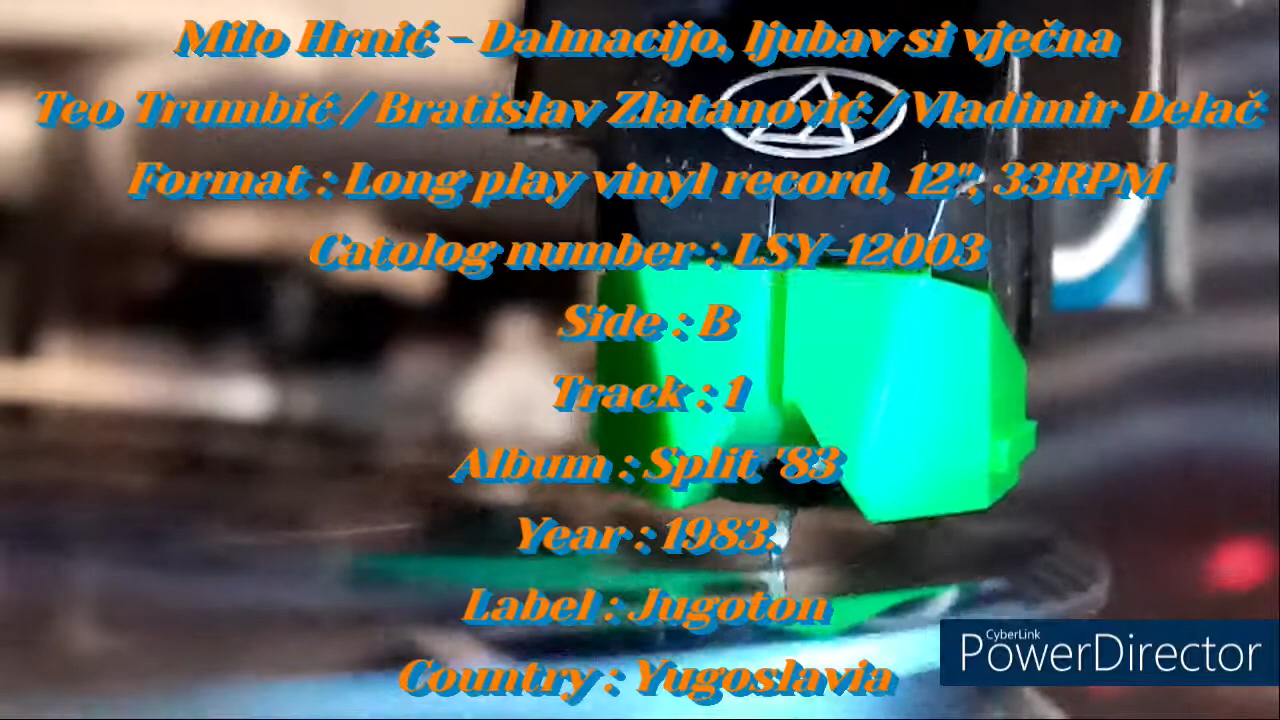 Milo Hrnić - Dalmacijo, ljubav si vječna
Teo Trumbić / Bratislav Zlatanović / Vladimir Delač
Format : Long play vinyl record, 12", 33RPM
Catolog number : LSY-12003
Side : B
Track : 1
Album : Split '83
Year : 1983.
Label : Jugoton
Country : Yugoslavia
CyberLink
PowerDirector